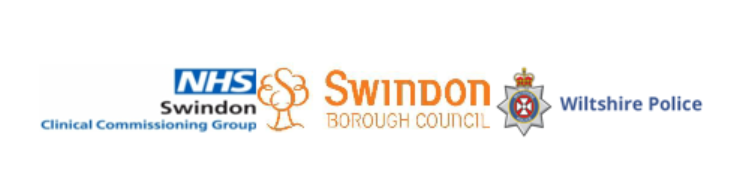 NHS
Swindon
Clinical Commissioning Group
SWINDON
BOROUGH COUNCIL
Wiltshire Police